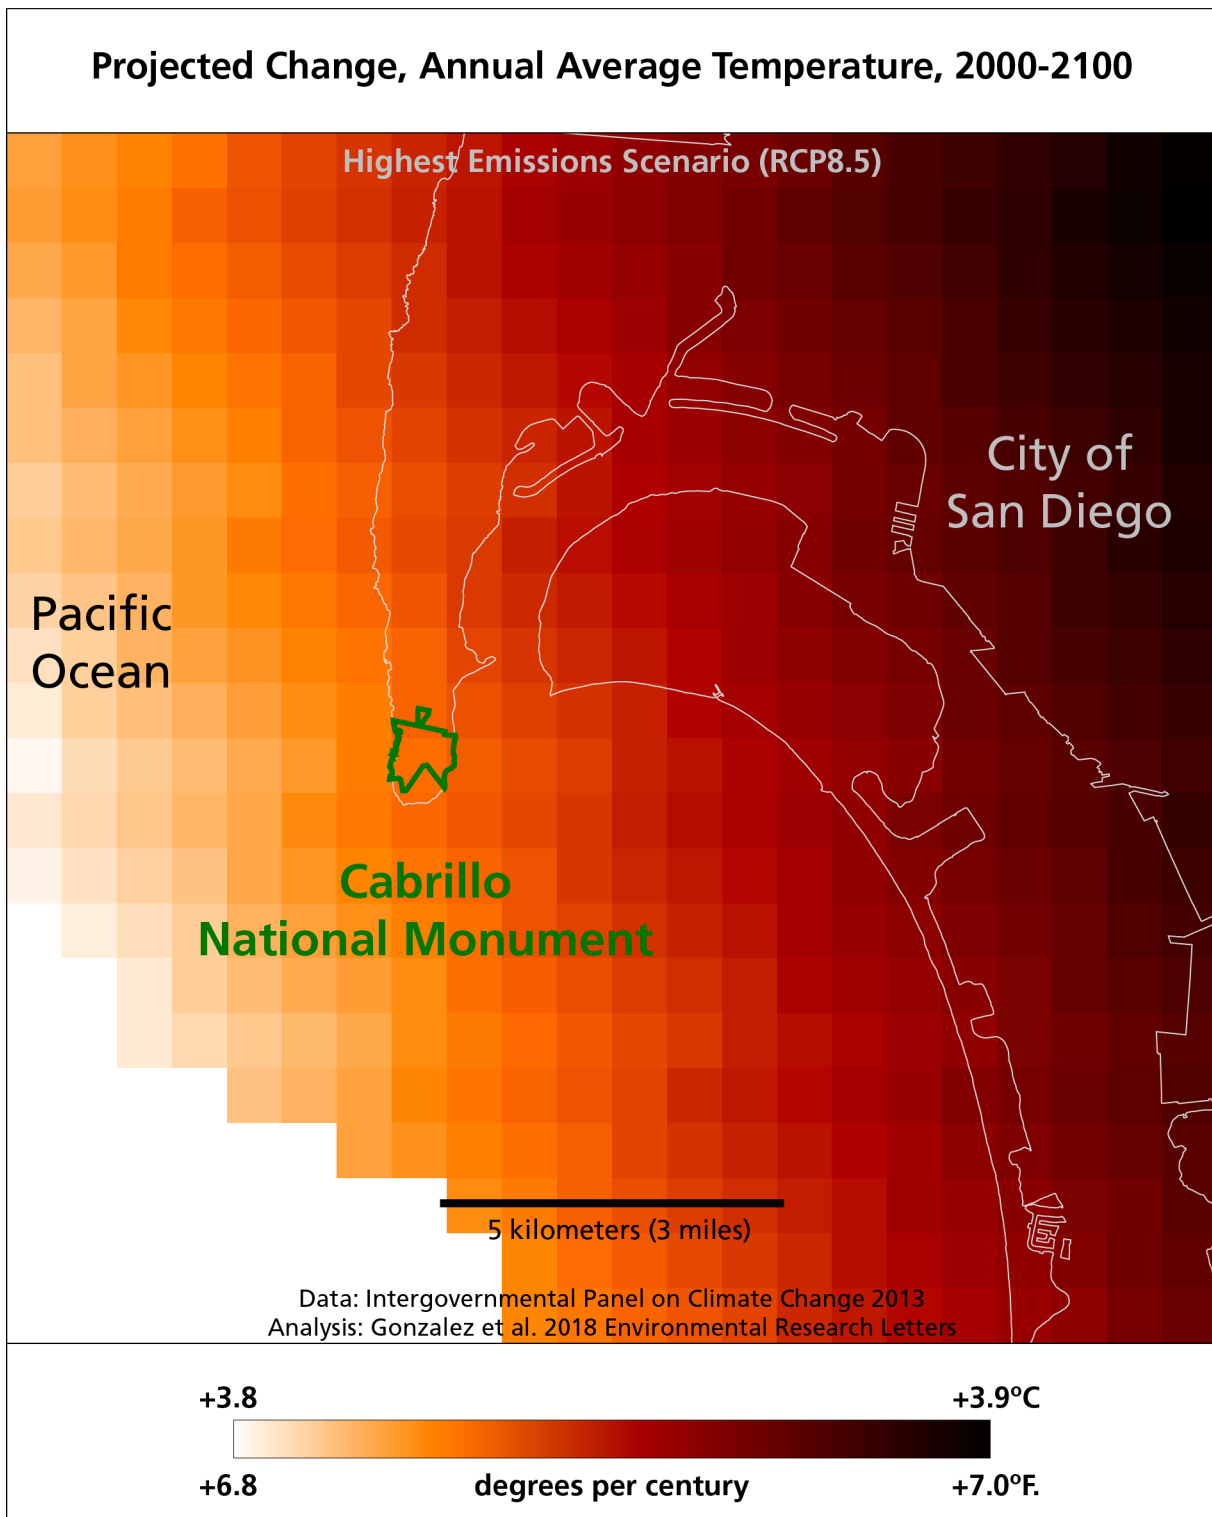 Projected Change, Annual Average Temperature, 2000-2100
Highest Emissions Scenario (RCP8.5)
City of
San Diego
Pacific
Ocean
Cabrillo
National Monument
5 kilometers (3 miles)
Data: Intergovernmental Panel on Climate Change 2013
Analysis: Gonzalez et al. 2018 Environmental Research Letters
+3.8 +3.9ºC
+6.8 degrees per century +7.0ºF.